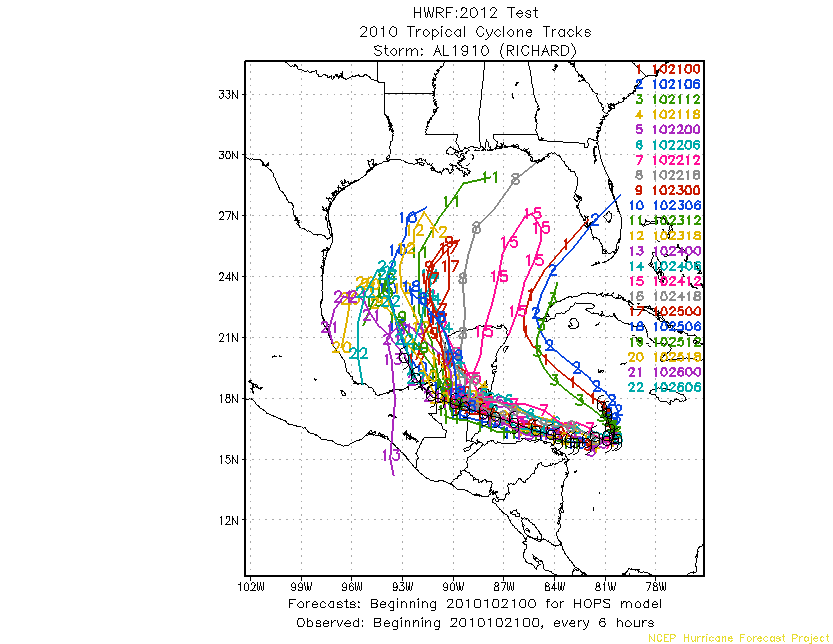 HWRF:2012 Test
2010 Tropical Cyclone Tracks
Storm: AL1910 (RICHARD)
1 102100
2 102106
3 102112
4 102118
5 102200
6 102206
7 102212
8 102218
9 102300
10 102306
11 102312
12 102318
13 102400
14 102406
15 102412
16 102418
17 102500
18 102506
19 102512
20 102518
21 102600
22 102606
33N
30N
27N
24N
21N
18N
15N
12N
102W 99W 96W 93W 90W 87W 84W 81W 78W
Forecasts: Beginning 2010102100 for HOPS model
Observed: Beginning 2010102100, every 6 hours
NCEP Hurricane Forecast Project